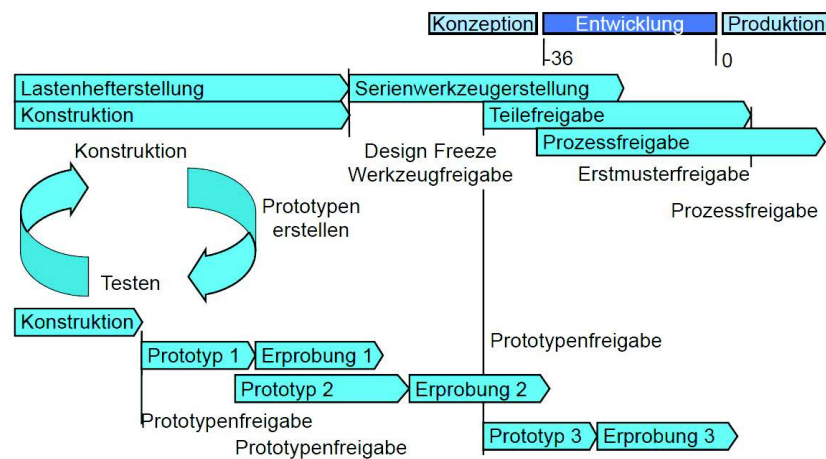 Konzeption Entwicklung Produktion
-36 0
Lastenhefterstellung Serienwerkzeugerstellung
Konstruktion Teilefreigabe
Prozessfreigabe
Konstruktion Design Freeze
Werkzeugfreigabe
Erstmusterfreigabe
Prototypen
erstellen
Prozessfreigabe
Testen
Konstruktion
Prototyp 1 Erprobung 1
Prototypenfreigabe
Prototyp 2 Erprobung 2
Prototypenfreigabe
Prototypenfreigabe
Prototyp 3 Erprobung 3